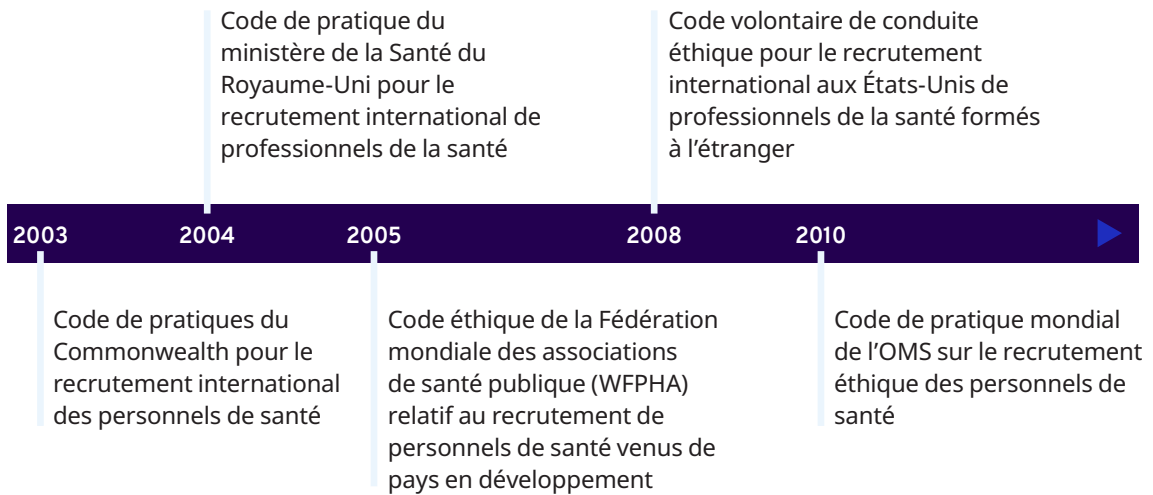 Code de pratique du
ministère de la Santé du
Royaume-Uni pour le
recrutement international de
professionnels de la santé
Code volontaire de conduite
éthique pour le recrutement
international aux États-Unis de
professionnels de la santé formés
à l’étranger
2003 2004 2005 2008 2010
Code de pratiques du
Commonwealth pour le
recrutement international
des personnels de santé
Code éthique de la Fédération
mondiale des associations
de santé publique (WFPHA)
relatif au recrutement de
personnels de santé venus de
pays en développement
Code de pratique mondial
de l’OMS sur le recrutement
éthique des personnels de
santé